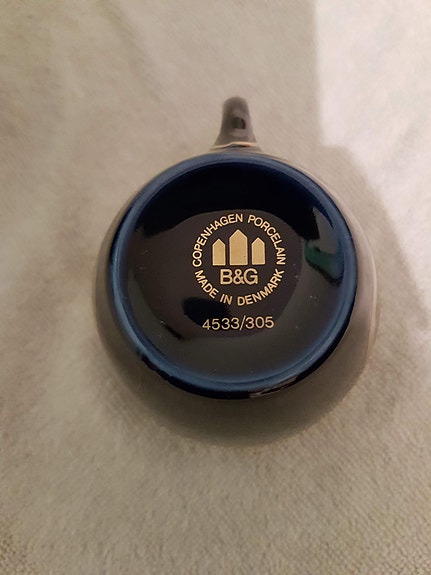 COPENHAGEN PORCELAIN
B&G
MADE IN DENMARK
4533/305